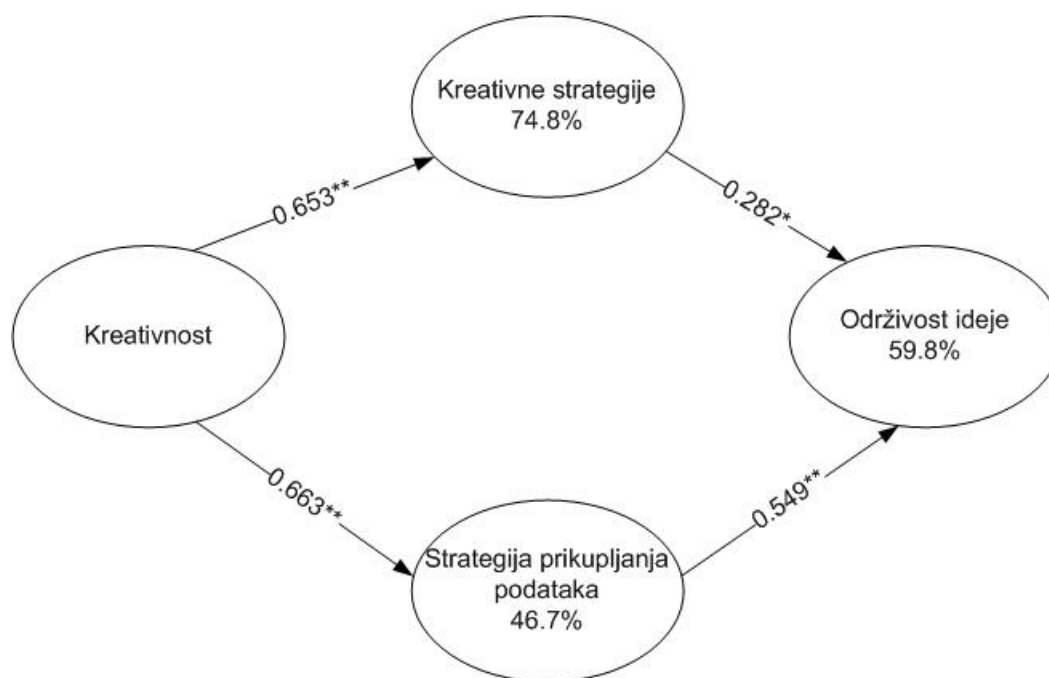 Kreativne strategije
74.8%
0.653**
0.282*
Kreativnost
Održivost ideje
59.8%
0.663**
0.549**
Strategija prikupljanja
podataka
46.7%